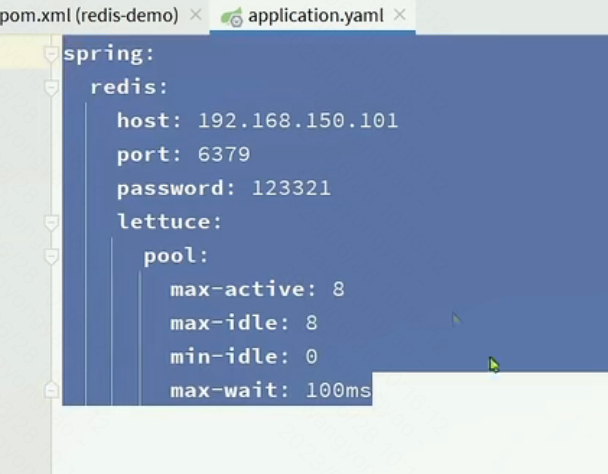 pom.xml (redis-demo)
application.yaml
spring:
redis:
host: 192.168.150.101
port: 6379
password: 123321
lettuce:
pool:
max-active: 8
max-idle: 8
min-idle: 0
max-wait: 100ms